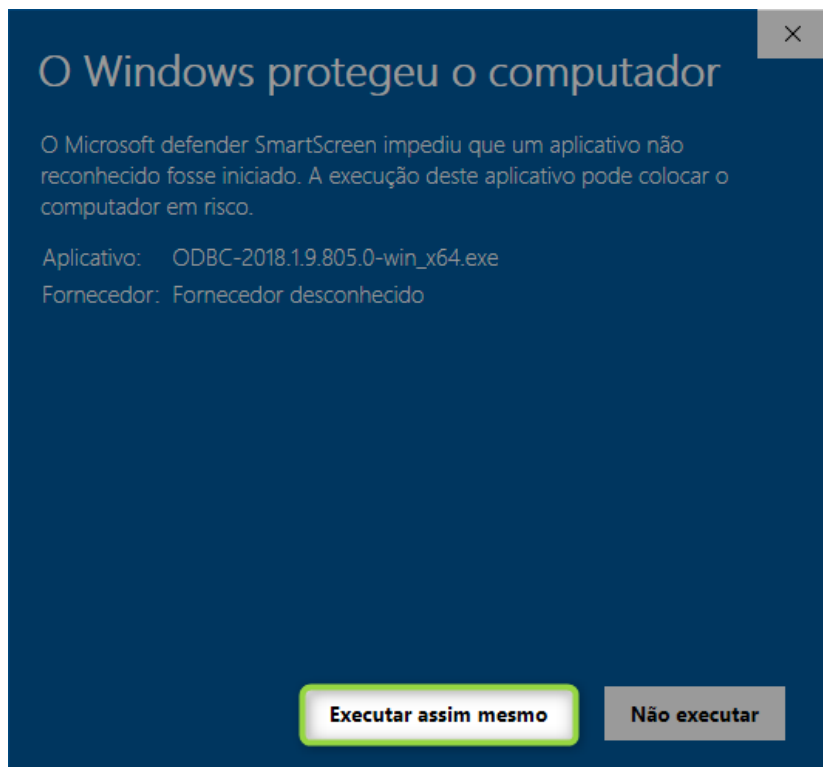 O Windows protegeu o computador
O Microsoft defender SmartScreen impediu que um aplicativo não
reconhecido fosse iniciado. A execução deste aplicativo pode colocar o
computador em risco.
Aplicativo: ODBC-2018.1.9.805.0-win_x64.exe
Fornecedor: Fornecedor desconhecido
Executar assim mesmo
Não executar